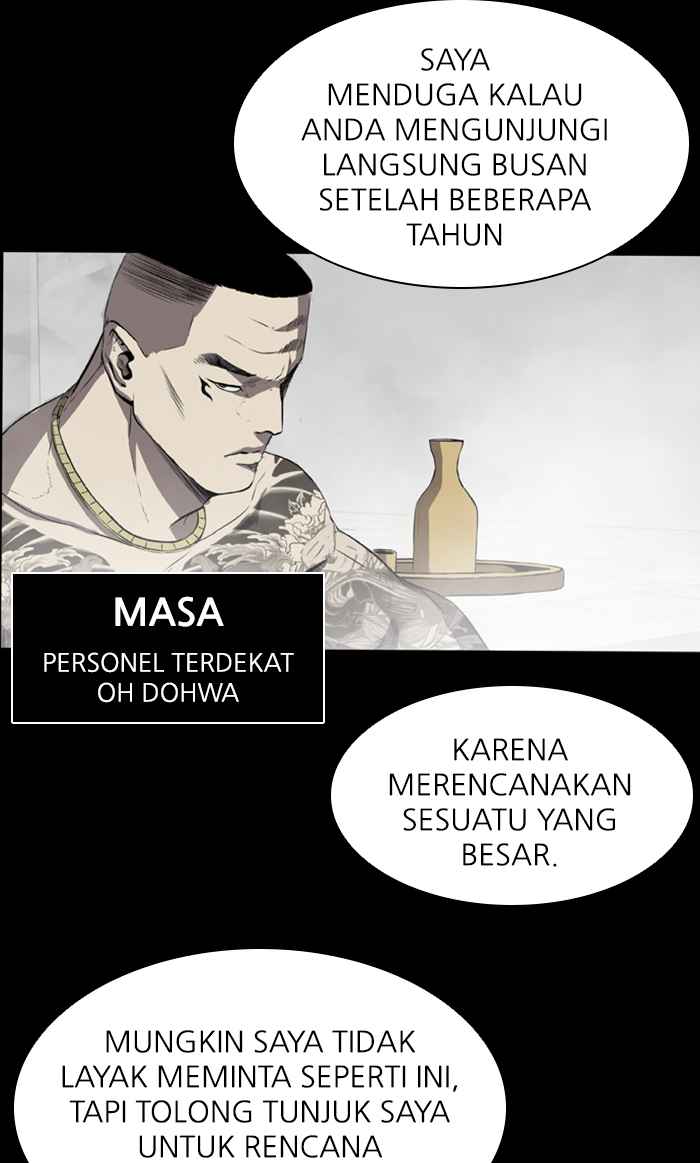 SAYA
MENDUGA KALAU
ANDA MENGUNJUNGI
LANGSUNG BUSAN
SETELAH BEBERAPA
TAHUN
MASA
PERSONEL TERDEKAT
OH DOHWA
KARENA
MERENCANAKAN
SESUATU YANG
BESAR.
MUNGKIN SAYA TIDAK
LAYAK MEMINTA SEPERTI INI,
TAPI TOLONG TUNJUK SAYA
UNTUK RENCANA